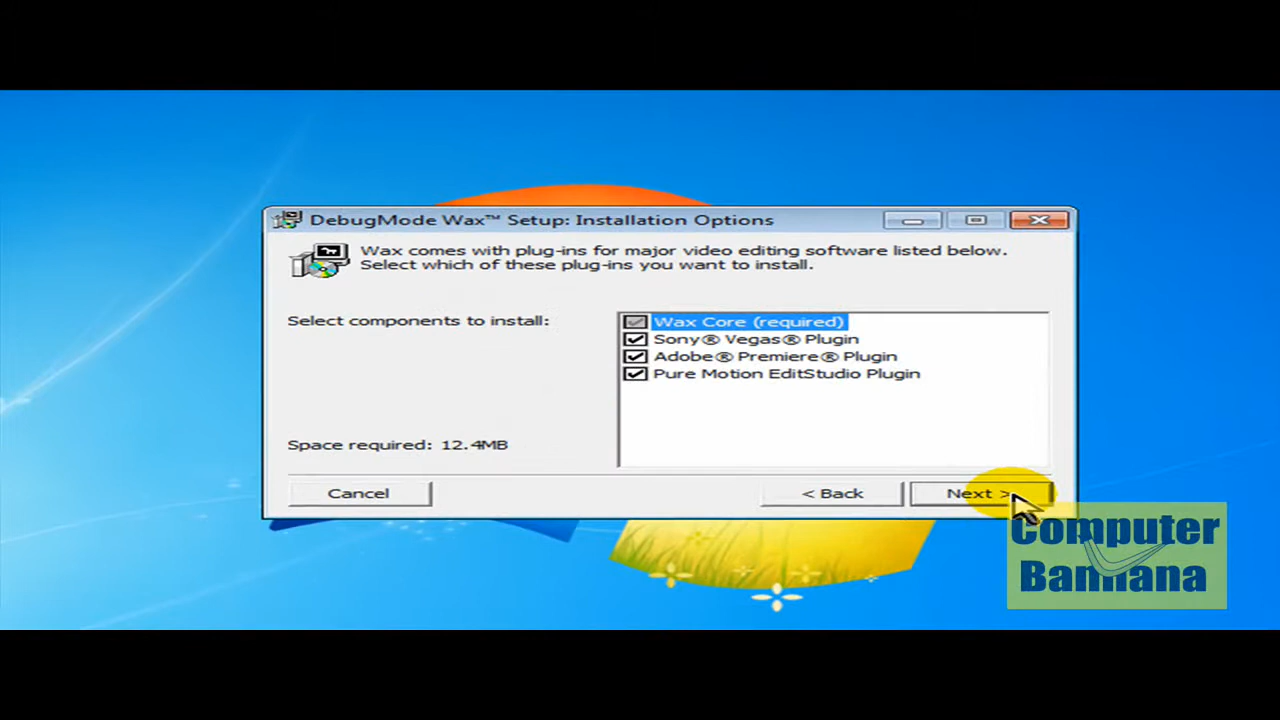 DebugMode Wax™ Setup: Installation Options
Wax comes with plug-ins for major video editing software listed below.
Select which of these plug-ins you want to install.
Select components to install:
Wax Core (required)
Sony® Vegas® Plugin
Adobe® Premiere® Plugin
Pure Motion EditStudio Plugin
Space required: 12.4MB
Cancel
< Back
Next >
Computer
Bannana